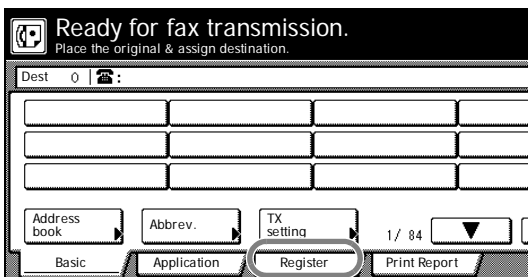 Ready for fax transmission.
Place the original & assign destination.
Dest 0 ☎:
Address book
Abbrev.
TX setting
1/ 84
Basic
Application
Register
Print Report